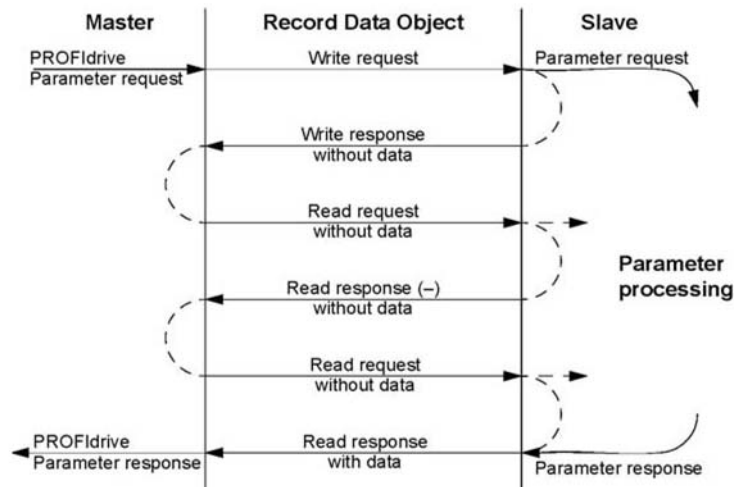 Master Record Data Object Slave
PROFIdrive
Parameter request
Write request
Parameter request
Write response
without data
Read request
without data
Read response (–)
without data
Parameter
processing
Read request
without data
PROFIdrive
Parameter response
Read response
with data
Parameter response